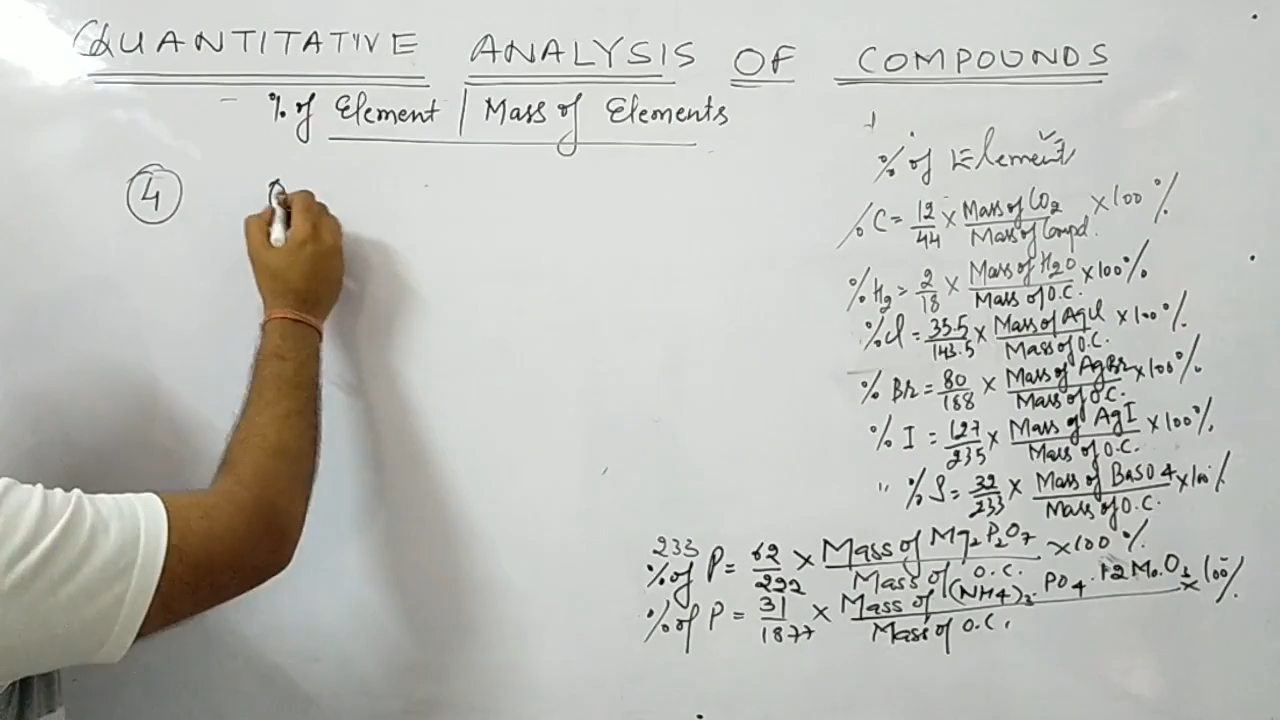 QUANTITATIVE ANALYSIS OF COMPOUNDS
- % of Element | Mass of Elements
4
% of Element
% C = 12/44 × Mass of CO2/Mass of Compd. × 100 %
% H2 = 2/18 × Mass of H2O/Mass of O.C. × 100%
% Cl = 35.5/143.5 × Mass of AgCl/Mass of O.C. × 100%
% Br = 80/188 × Mass of AgBr/Mass of O.C. × 100%
% I = 127/235 × Mass of AgI/Mass of O.C. × 100%
% S = 32/233 × Mass of BaSO4/Mass of O.C. × 100%
233
% of P = 62/222 × Mass of Mg2P2O7/Mass of O.C. × 100 %
% of P = 31/1877 × Mass of (NH4)3 PO4 . 12MoO3/Mass of O.C. × 100%